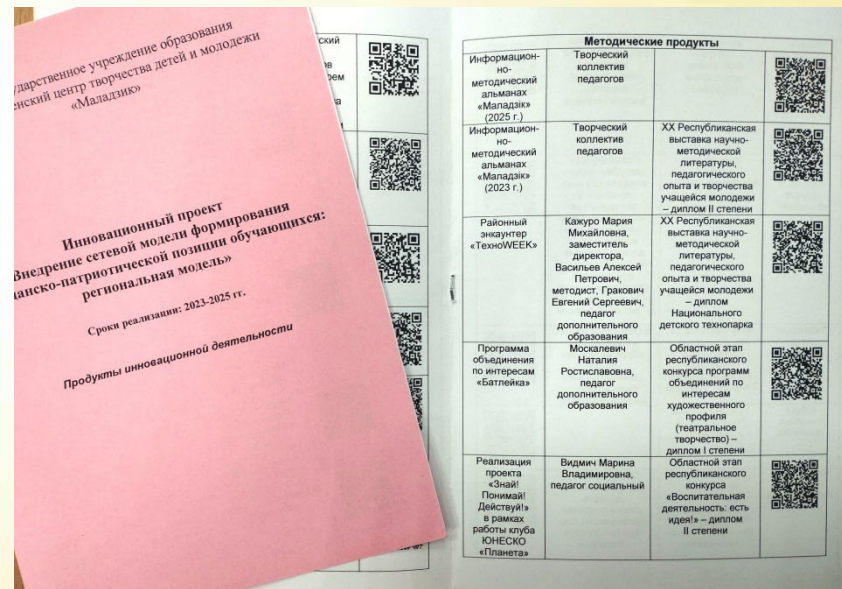 учреждение образования
центр творчества детей и молодежи
«Маладзик»
Инновационный проект
Внедрение сетевой модели формирования
патриотической позиции обучающихся:
региональная модель»
Сроки реализации: 2023-2025 гг.
Продукты инновационной деятельности
Методические продукты
Информацион-
но-
методический
альманах
«Маладзік»
(2025 г.)
Творческий
коллектив
педагогов
Информацион-
но-
методический
альманах
«Маладзік»
(2023 г.)
Творческий
коллектив
педагогов
XX Республиканская
выставка научно-
методической
литературы,
педагогического
опыта и творчества
учащейся молодежи
– диплом II степени
Районный
энкаунтер
«ТехноWEEK»
Кажуро Мария
Михайловна,
заместитель
директора,
Васильев Алексей
Петрович,
методист, Гракович
Евгений Сергеевич,
педагог
дополнительного
образования
XX Республиканская
выставка научно-
методической
литературы,
педагогического
опыта и творчества
учащейся молодежи
– диплом
Национального
детского технопарка
Программа
объединения
по интересам
«Батлейка»
Москалевич
Наталия
Ростиславовна,
педагог
дополнительного
образования
Областной этап
республиканского
конкурса программ
объединений по
интересам
художественного
профиля
(театральное
творчество) –
диплом I степени
Реализация
проекта
«Знай!
Понимай!
Действуй!»
в рамках
работы клуба
ЮНЕСКО
«Планета»
Видмич Марина
Владимировна,
педагог социальный
Областной этап
республиканского
конкурса
«Воспитательная
деятельность: есть
идея!» – диплом
II степени